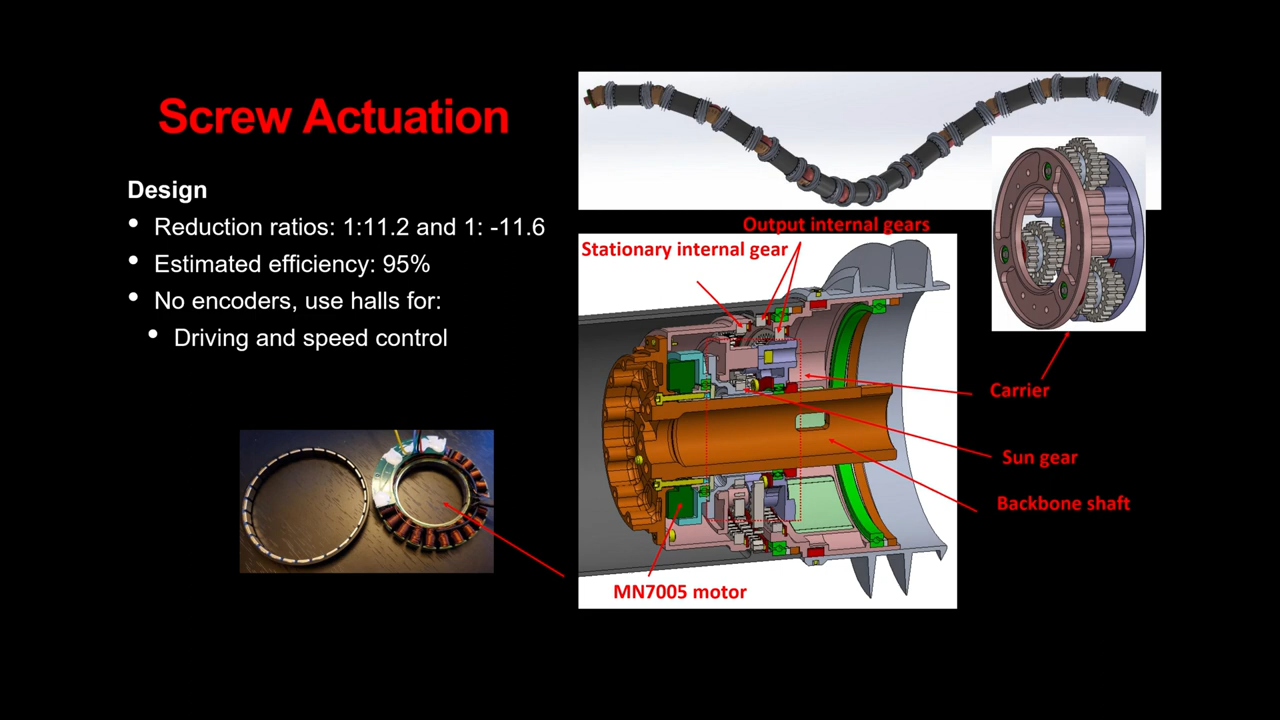 Screw Actuation
Design
• Reduction ratios: 1:11.2 and 1: -11.6
• Estimated efficiency: 95%
• No encoders, use halls for:
• Driving and speed control
Output internal gears
Stationary internal gear
Carrier
Sun gear
Backbone shaft
MN7005 motor